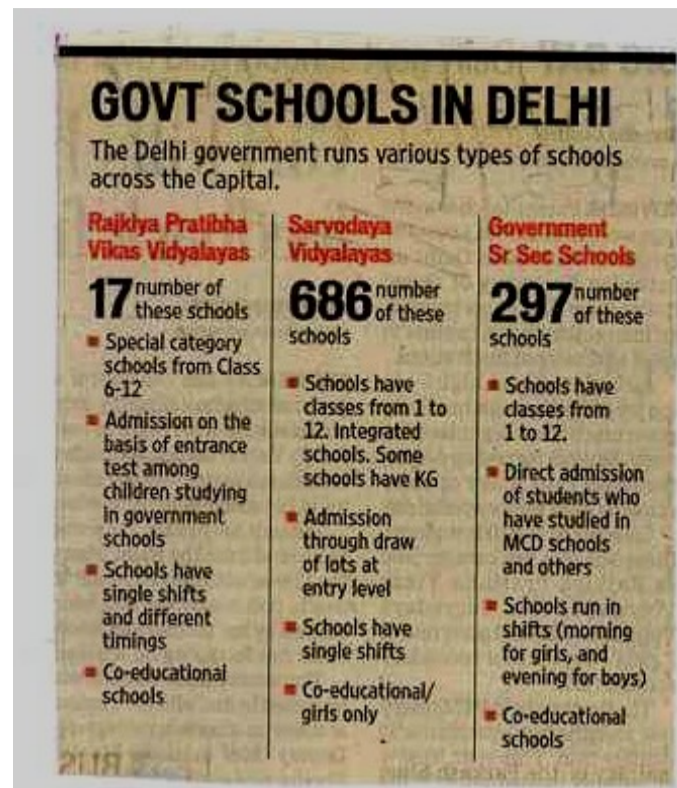 GOVT SCHOOLS IN DELHI
The Delhi government runs various types of schools
across the Capital.
Rajkiya Pratibha
Vikas Vidyalayas
17 number of
these schools
Special category
schools from Class
6-12
Admission on the
basis of entrance
test among
children studying
in government
schools
Schools have
single shifts
and different
timings
Co-educational
schools
Sarvodaya
Vidyalayas
686 number
of these
schools
Schools have
classes from 1 to
12. Integrated
schools. Some
schools have KG
Admission
through draw
of lots at
entry level
Schools have
single shifts
Co-educational/
girls only
Government
Sr Sec Schools
297 number
of these
schools
Schools have
classes from
1 to 12.
Direct admission
of students who
have studied in
MCD schools
and others
Schools run in
shifts (morning
for girls, and
evening for boys)
Co-educational
schools